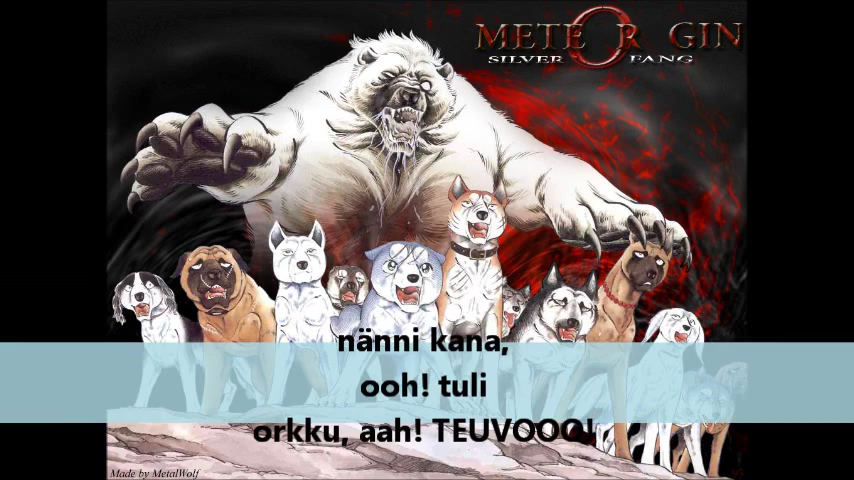 METEOR GIN
SILVER FANG
nänni kana,
ooh! tuli
orkku, aah! TEUVOOO!
Made by MetalWolf